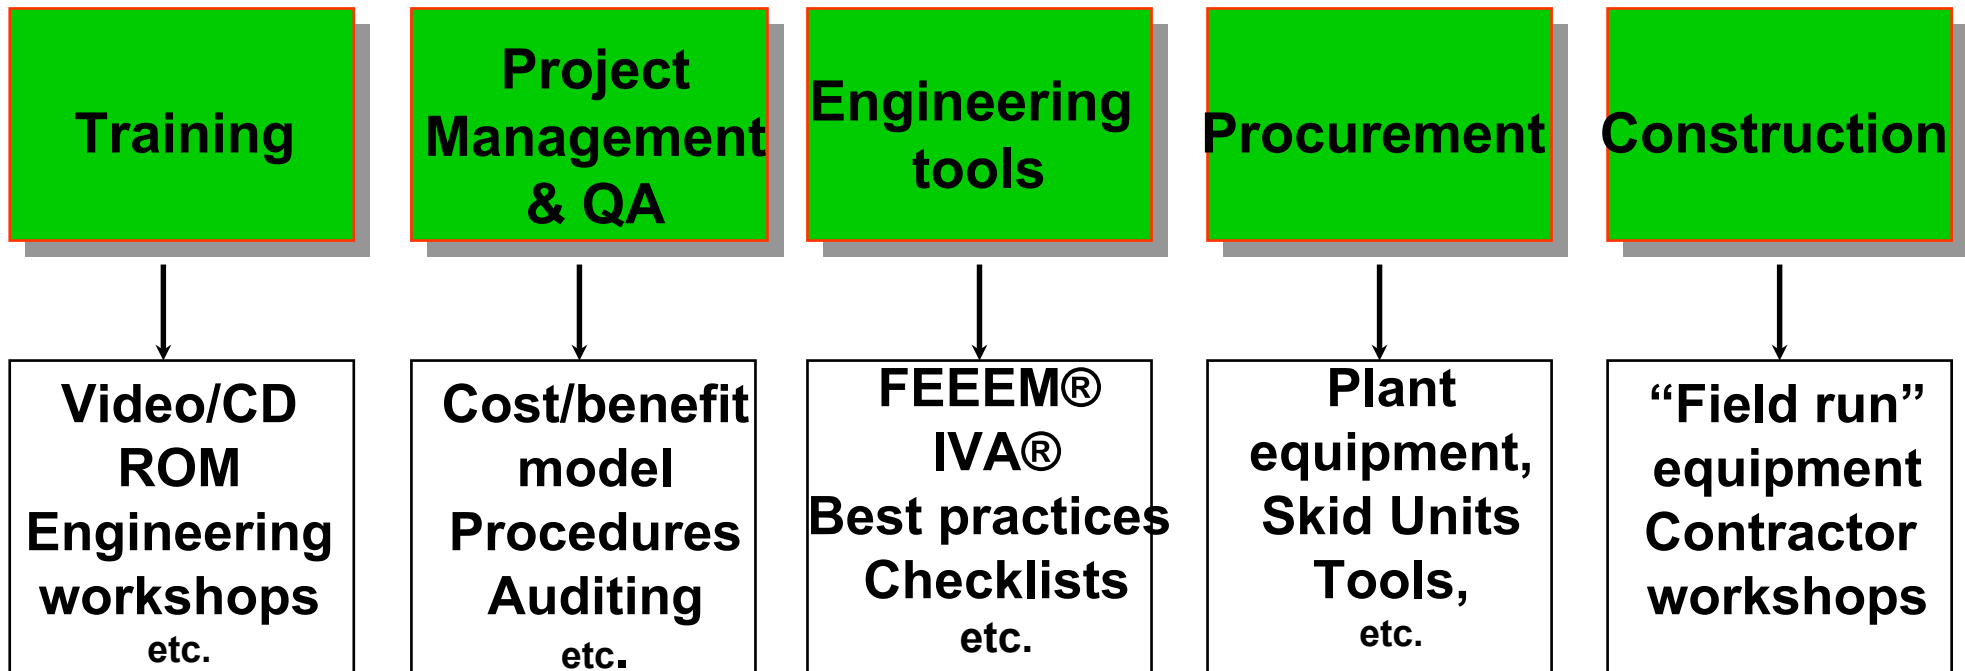 Training
Project
Management
& QA
Engineering
tools
Procurement
Construction
Video/CD
ROM
Engineering
workshops
etc.
Cost/benefit
model
Procedures
Auditing
etc.
FEEEM®
IVA®
Best practices
Checklists
etc.
Plant
equipment,
Skid Units
Tools,
etc.
“Field run”
equipment
Contractor
workshops